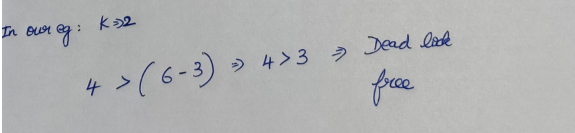 In our eg: K⇒2
4 > (6-3) ⇒ 4>3 ⇒ Dead lock
free